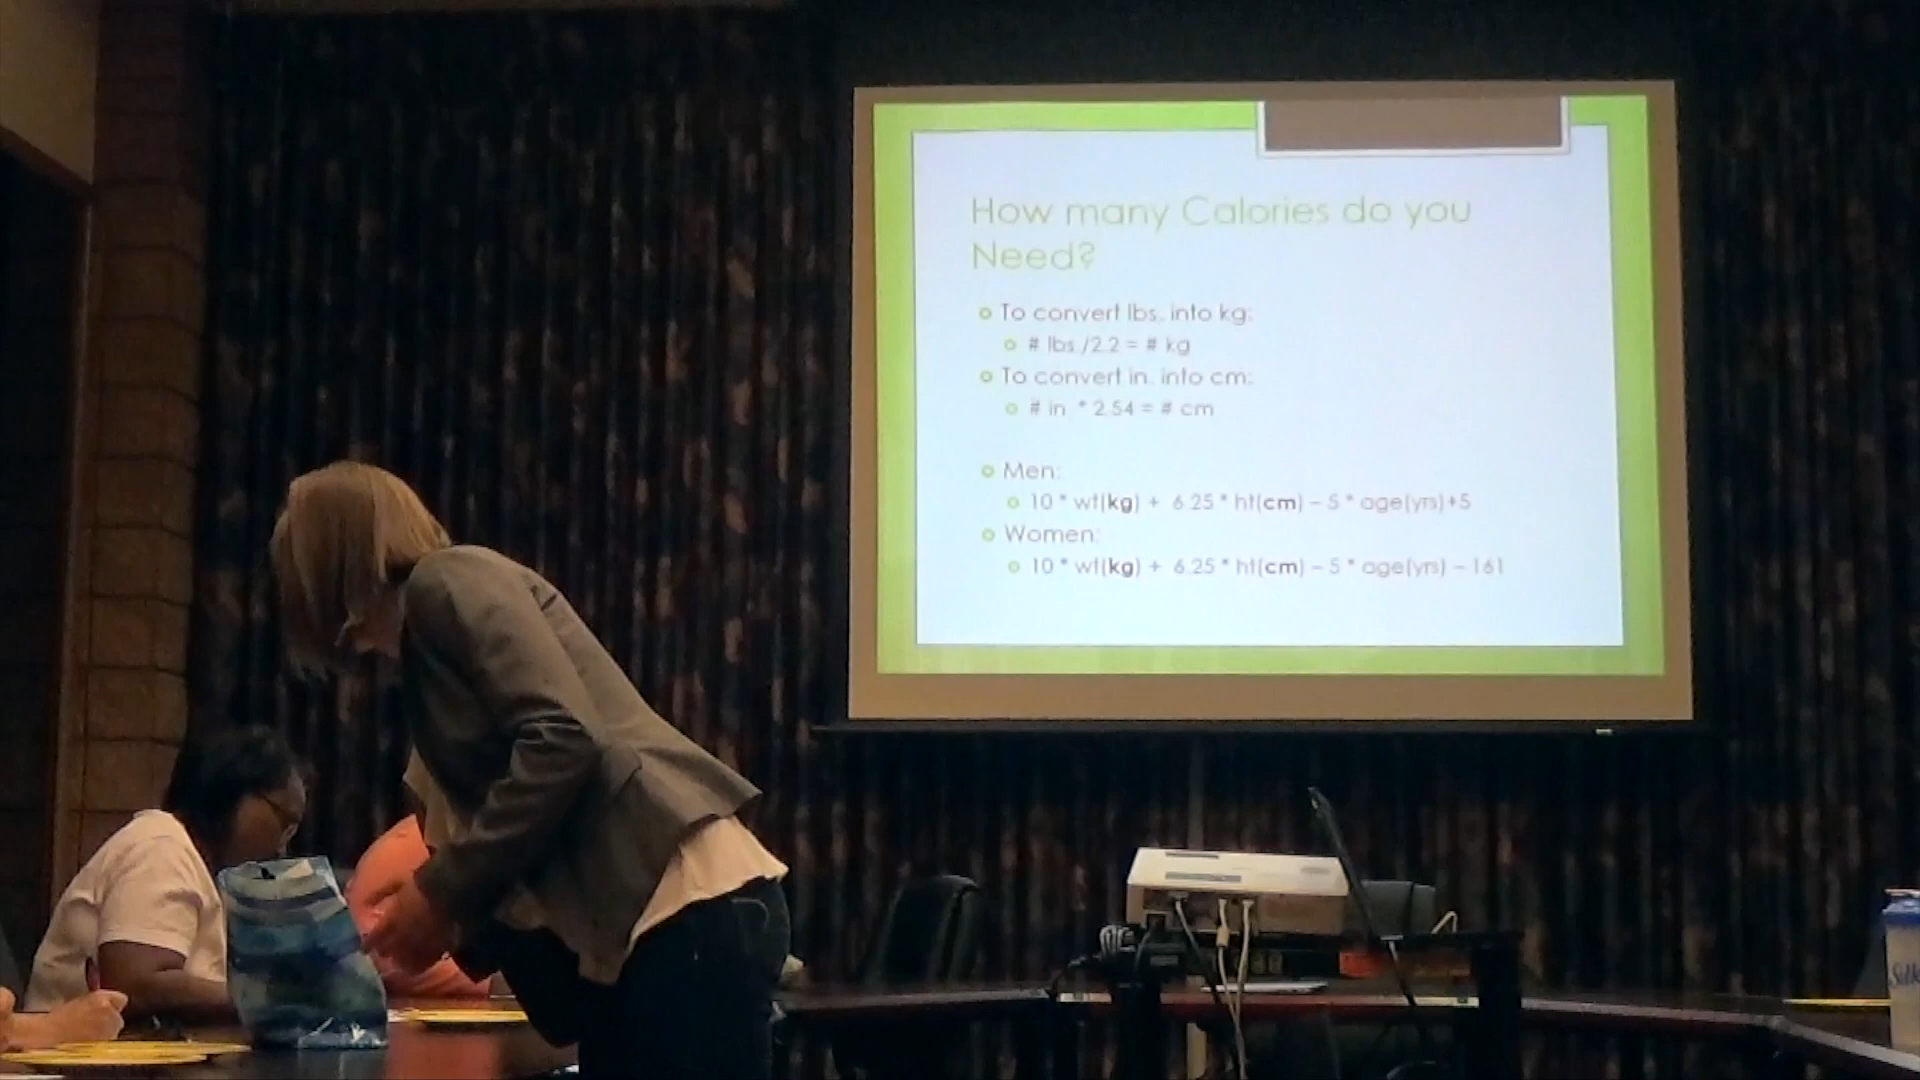 How many Calories do you
Need?
To convert lbs. into kg:
# lbs./2.2 = # kg
To convert in. into cm:
# in * 2.54 = # cm
Men:
10 * wt(kg) + 6.25 * ht(cm) – 5 * age(yrs)+5
Women:
10 * wt(kg) + 6.25 * ht(cm) – 5 * age(yrs) – 161
Silk